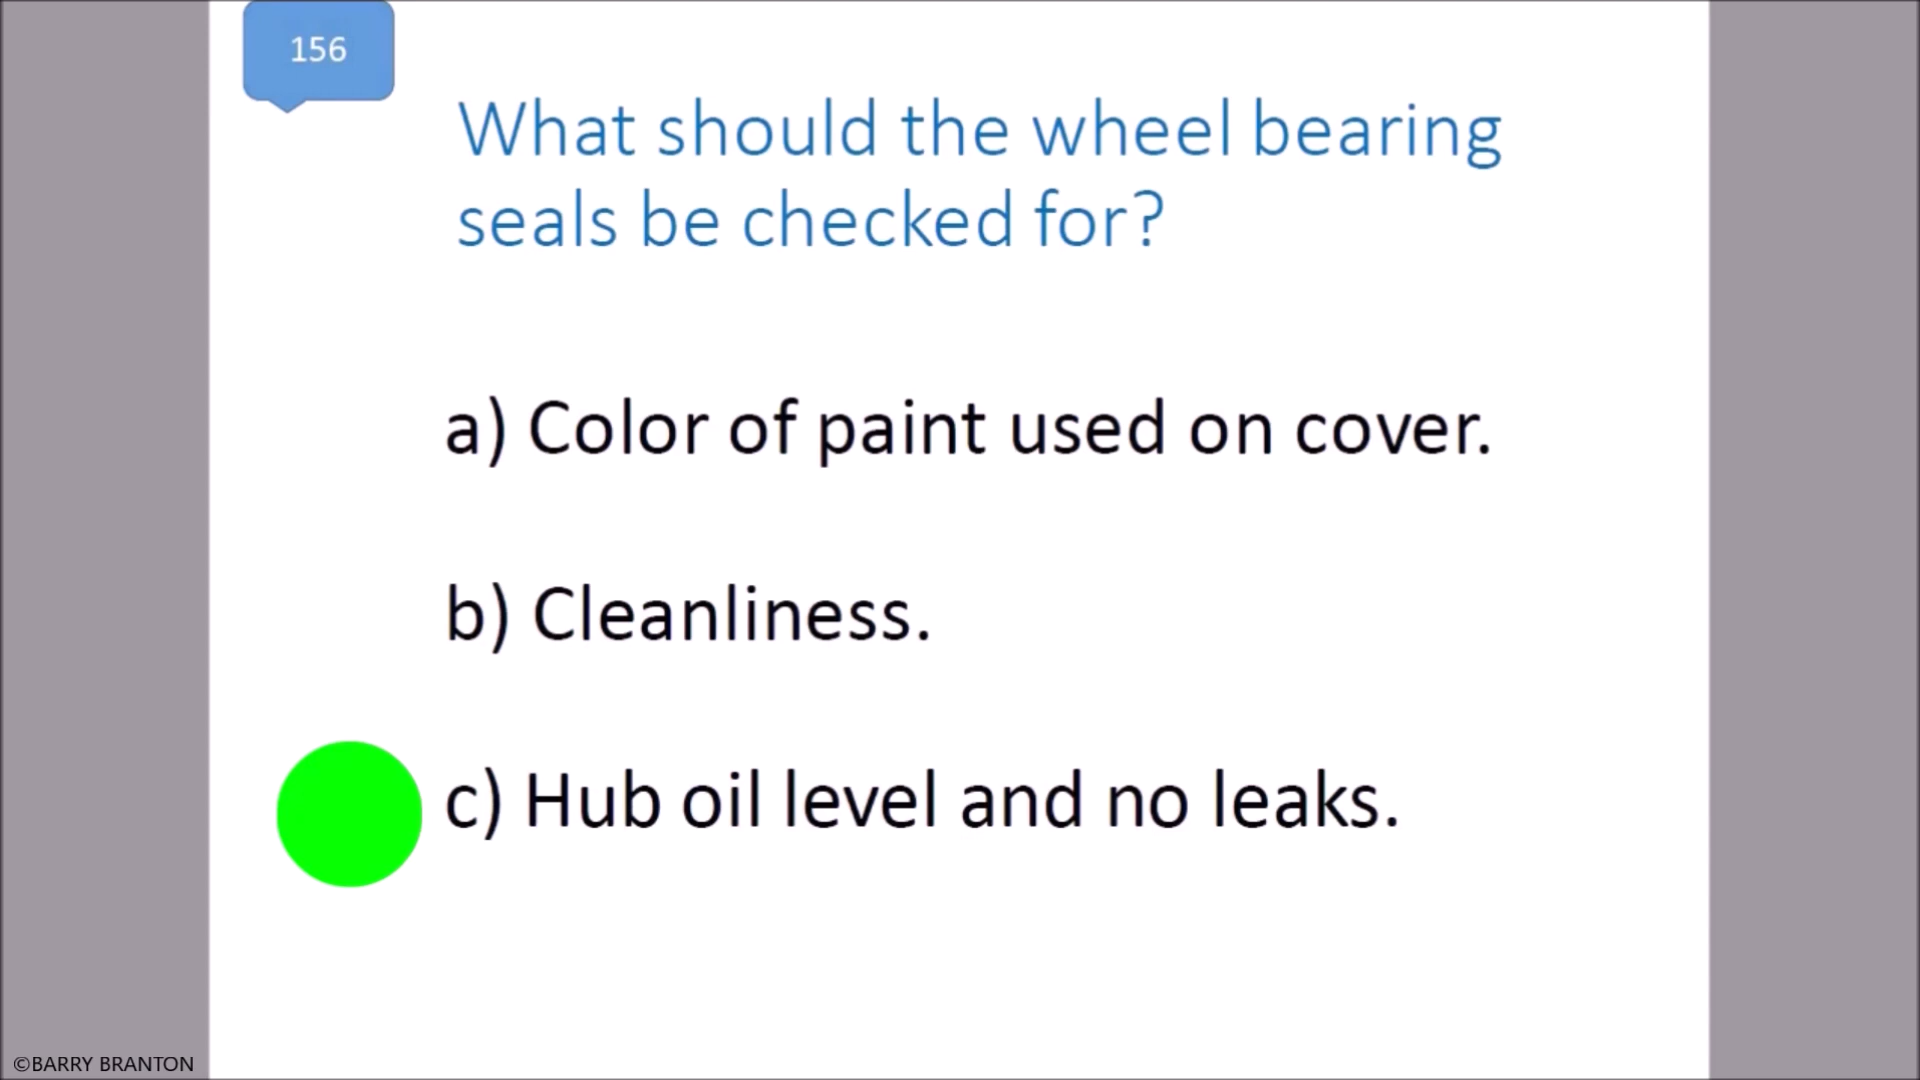 156
What should the wheel bearing
seals be checked for?
a) Color of paint used on cover.
b) Cleanliness.
c) Hub oil level and no leaks.
©BARRY BRANTON